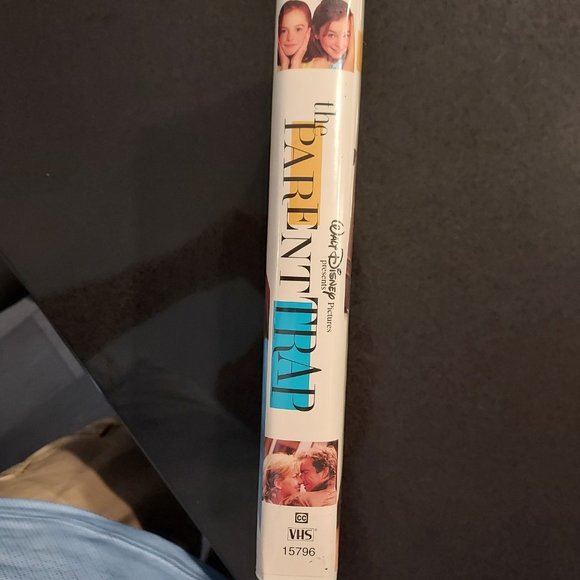 the
PARENT TRAP
WALT DISNEY Pictures
presents
CC
VHS
15796